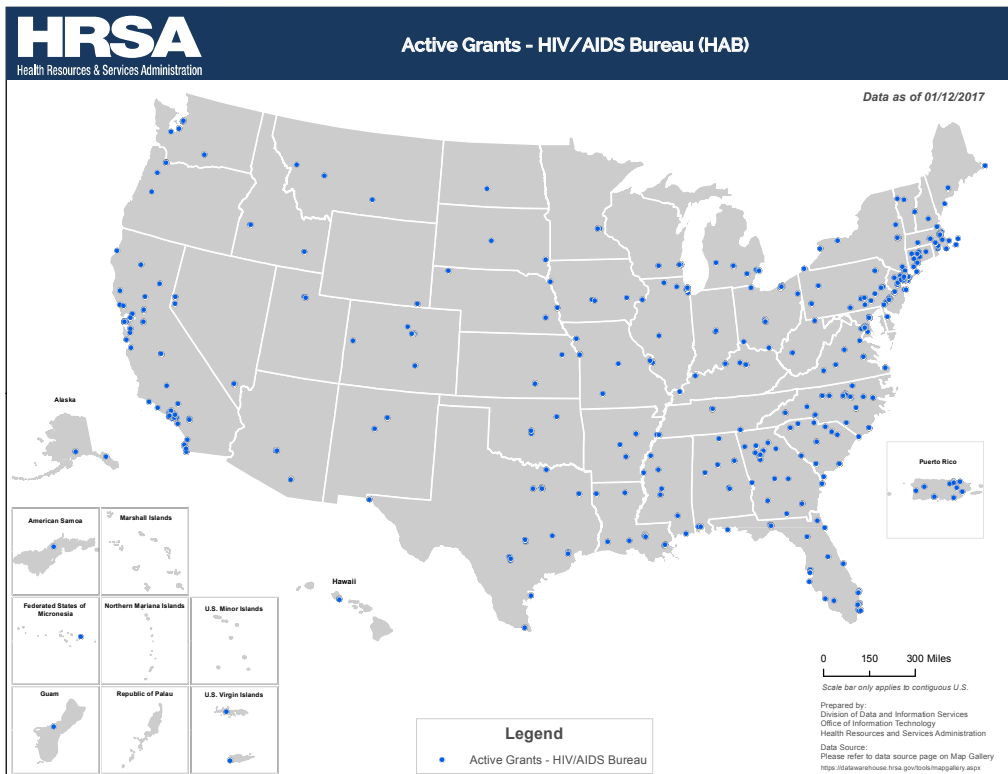 HRSA
Health Resources & Services Administration
Active Grants - HIV/AIDS Bureau (HAB)
Data as of 01/12/2017
Alaska
Puerto Rico
American Samoa
Marshall Islands
Hawaii
Federated States of
Micronesia
Northern Mariana Islands
U.S. Minor Islands
Guam
Republic of Palau
U.S. Virgin Islands
0 150 300 Miles
Scale bar only applies to contiguous U.S.
Prepared by:
Division of Data and Information Services
Office of Information Technology
Health Resources and Services Administration
Data Source:
Please refer to data source page on Map Gallery
https://datawarehouse.hrsa.gov/tools/mapgallery.aspx
Legend
Active Grants - HIV/AIDS Bureau